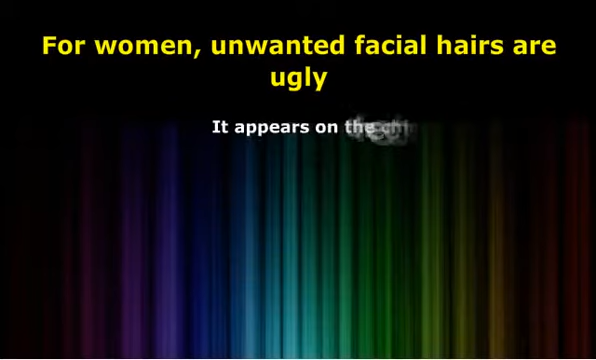 For women, unwanted facial hairs are
ugly
It appears on the